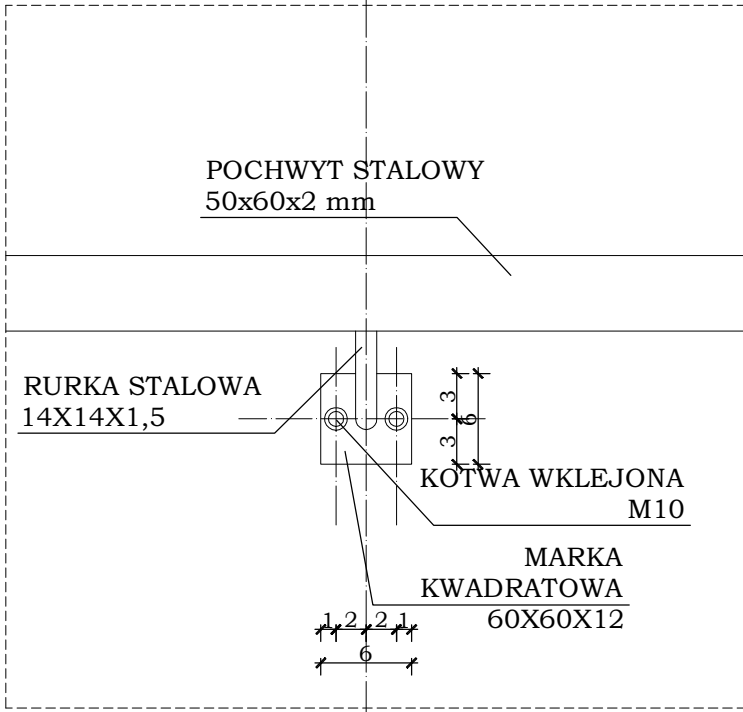 POCHWYT STALOWY
50x60x2 mm
RURKA STALOWA
14X14X1,5
3
6
3
KOTWA WKLEJONA
M10
MARKA
KWADRATOWA
60X60X12
1 2 2 1
6